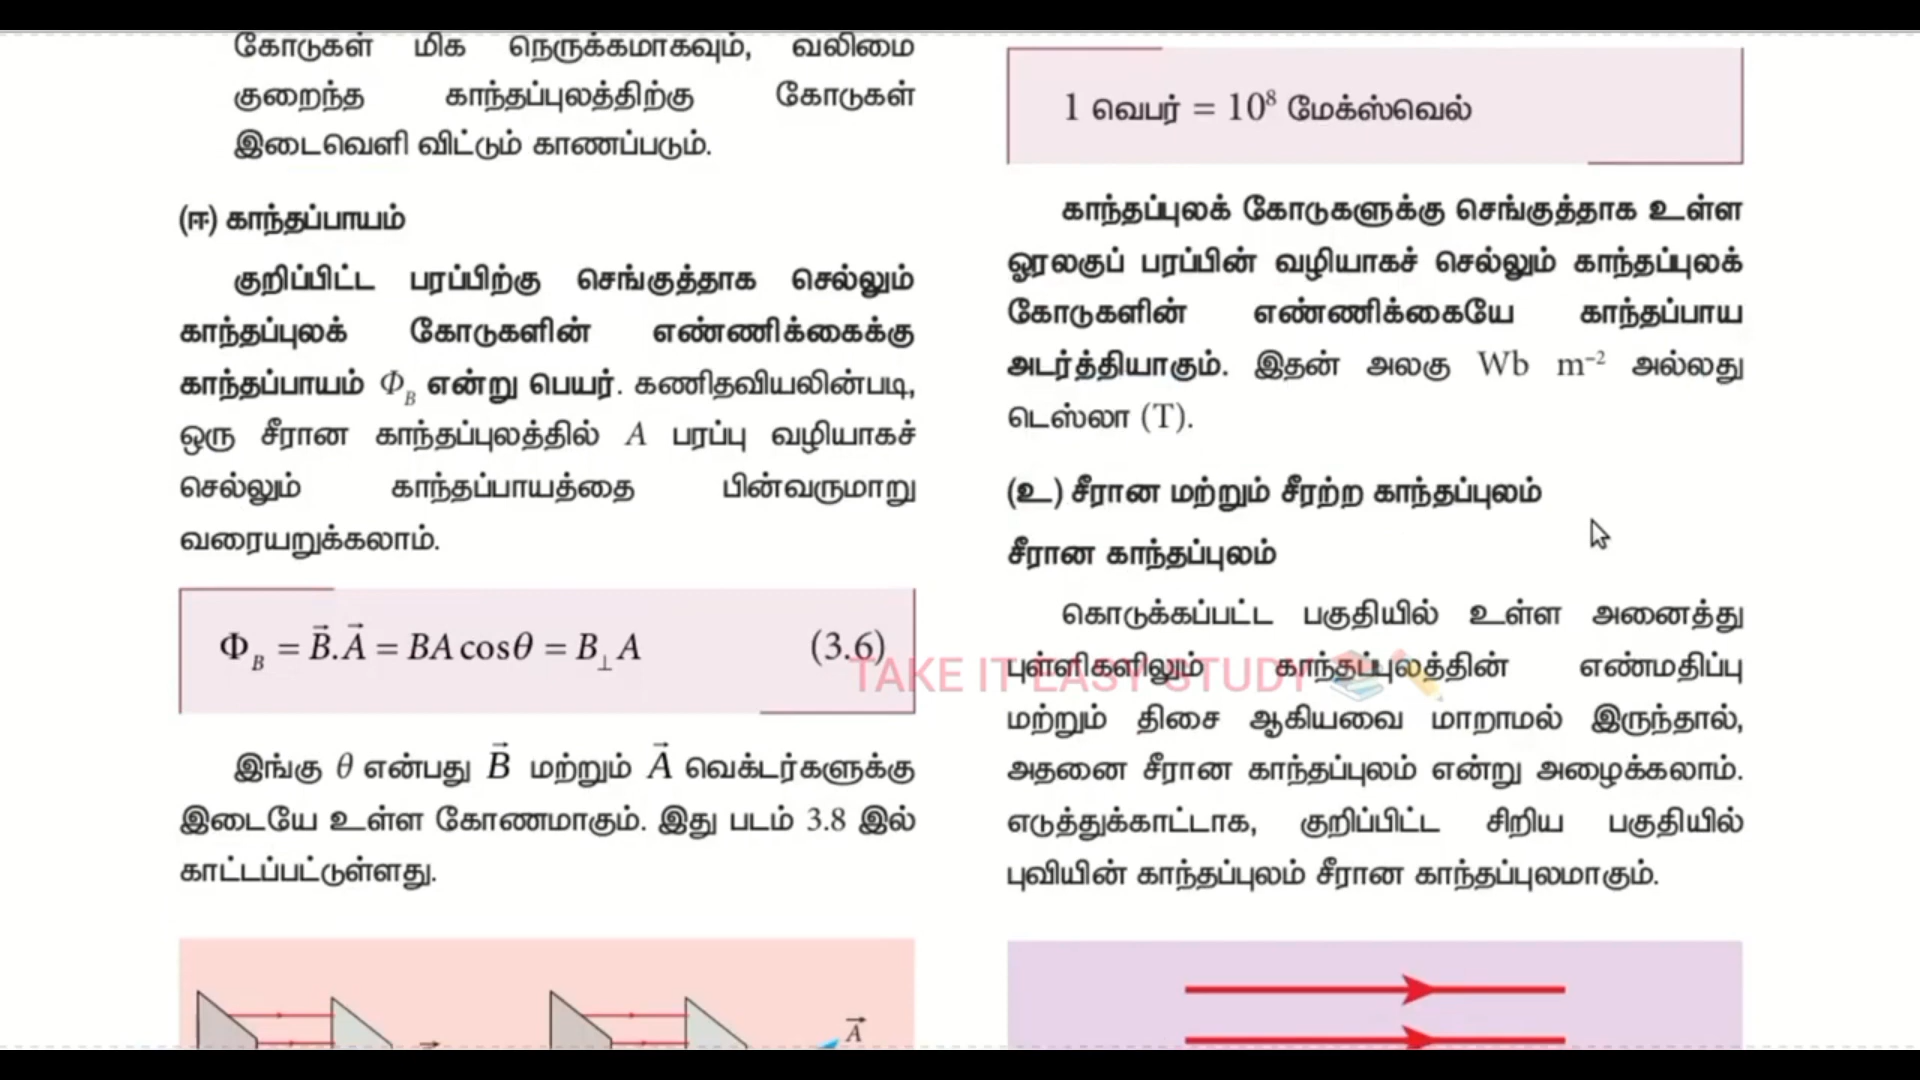 கோடுகள் மிக நெருக்கமாகவும், வலிமை
குறைந்த காந்தப்புலத்திற்கு கோடுகள்
இடைவெளி விட்டும் காணப்படும்.
(ஈ) காந்தப்பாயம்
குறிப்பிட்ட பரப்பிற்கு செங்குத்தாக செல்லும்
காந்தப்புலக் கோடுகளின் எண்ணிக்கைக்கு
காந்தப்பாயம் Φ_B என்று பெயர். கணிதவியலின்படி,
ஒரு சீரான காந்தப்புலத்தில் A பரப்பு வழியாகச்
செல்லும் காந்தப்பாயத்தை பின்வருமாறு
வரையறுக்கலாம்.
Φ_B = B⃗.A⃗ = BA cosθ = B⊥A (3.6)
இங்கு θ என்பது B⃗ மற்றும் A⃗ வெக்டர்களுக்கு
இடையே உள்ள கோணமாகும். இது படம் 3.8 இல்
காட்டப்பட்டுள்ளது.
A⃗
1 வெபர் = 10⁸ மேக்ஸ்வெல்
காந்தப்புலக் கோடுகளுக்கு செங்குத்தாக உள்ள
ஓரலகுப் பரப்பின் வழியாகச் செல்லும் காந்தப்புலக்
கோடுகளின் எண்ணிக்கையே காந்தப்பாய
அடர்த்தியாகும். இதன் அலகு Wb m⁻² அல்லது
டெஸ்லா (T).
(உ) சீரான மற்றும் சீரற்ற காந்தப்புலம்
சீரான காந்தப்புலம்
கொடுக்கப்பட்ட பகுதியில் உள்ள அனைத்து
புள்ளிகளிலும் காந்தப்புலத்தின் எண்மதிப்பு
மற்றும் திசை ஆகியவை மாறாமல் இருந்தால்,
அதனை சீரான காந்தப்புலம் என்று அழைக்கலாம்.
எடுத்துக்காட்டாக, குறிப்பிட்ட சிறிய பகுதியில்
புவியின் காந்தப்புலம் சீரான காந்தப்புலமாகும்.
TAKE IT EASY STUDY